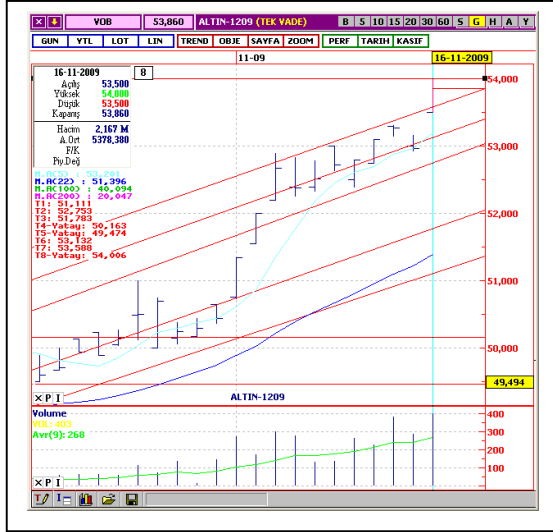 VOB 53,860 ALTIN-1209 (TEK VADE) B 5 10 15 20 30 60 S G H A Y
GUN YTL LOT LIN TREND OBJE SAYFA ZOOM PERF TARIH KASIF
11-09 16-11-2009
16-11-2009 8
Açılış 53,500
Yüksek 54,000
Düşük 53,500
Kapanış 53,860
Hacim 2,167 M
A.Ort 5378,380
F/K
Piy.Değ
M.A(5) : 53,201
M.A(22) : 51,396
M.A(100) : 40,094
M.A(200) : 20,047
T1: 51,111
T2: 52,753
T3: 51,783
T4-Yatay: 50,163
T5-Yatay: 49,474
T6: 53,132
T7: 53,588
T8-Yatay: 54,006
54,000
53,000
52,000
51,000
50,000
49,494
X P I ALTIN-1209
Volume
VOL: 403
Avr(9): 268
400
300
200
100
X P I